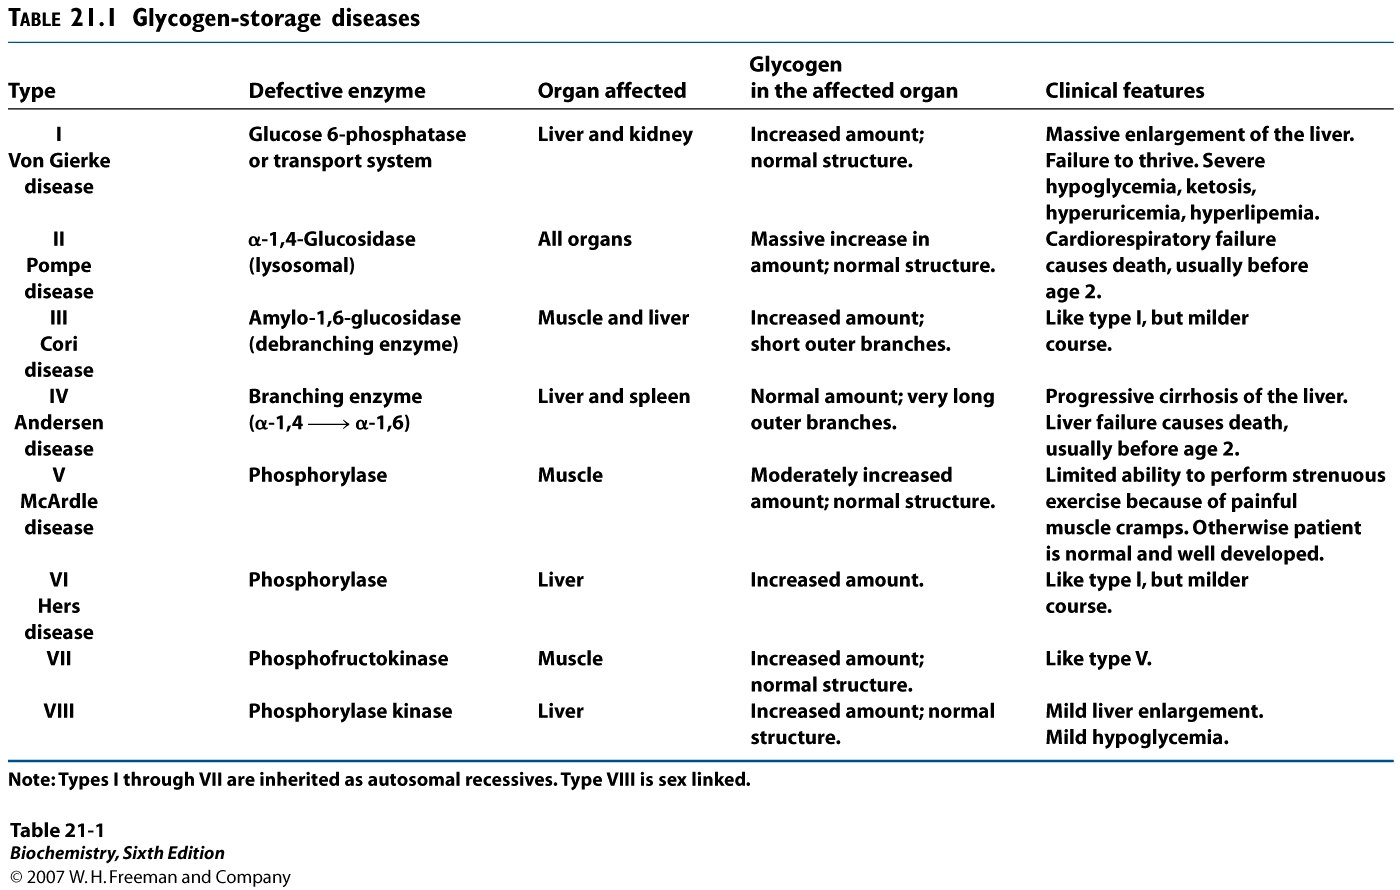 TABLE 21.1 Glycogen-storage diseases
Type Defective enzyme Organ affected Glycogen in the affected organ Clinical features
I Glucose 6-phosphatase Liver and kidney Increased amount; Massive enlargement of the liver.
Von Gierke or transport system normal structure. Failure to thrive. Severe
disease hypoglycemia, ketosis,
hyperuricemia, hyperlipemia.
II α-1,4-Glucosidase All organs Massive increase in Cardiorespiratory failure
Pompe (lysosomal) amount; normal structure. causes death, usually before
disease age 2.
III Amylo-1,6-glucosidase Muscle and liver Increased amount; Like type I, but milder
Cori (debranching enzyme) short outer branches. course.
disease
IV Branching enzyme Liver and spleen Normal amount; very long Progressive cirrhosis of the liver.
Andersen (α-1,4 ⟶ α-1,6) outer branches. Liver failure causes death,
disease usually before age 2.
V Phosphorylase Muscle Moderately increased Limited ability to perform strenuous
McArdle amount; normal structure. exercise because of painful
disease muscle cramps. Otherwise patient
is normal and well developed.
VI Phosphorylase Liver Increased amount. Like type I, but milder
Hers course.
disease
VII Phosphofructokinase Muscle Increased amount; Like type V.
normal structure.
VIII Phosphorylase kinase Liver Increased amount; normal Mild liver enlargement.
structure. Mild hypoglycemia.
Note: Types I through VII are inherited as autosomal recessives. Type VIII is sex linked.
Table 21-1
Biochemistry, Sixth Edition
© 2007 W. H. Freeman and Company